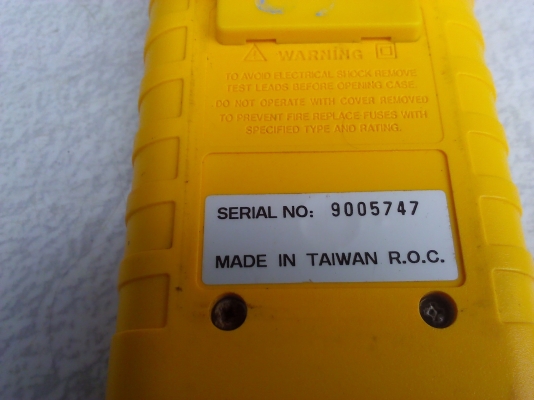 WARNING
TO AVOID ELECTRICAL SHOCK REMOVE
TEST LEADS BEFORE OPENING CASE.
DO NOT OPERATE WITH COVER REMOVED
TO PREVENT FIRE REPLACE FUSES WITH
SPECIFIED TYPE AND RATING.
SERIAL NO: 9005747
MADE IN TAIWAN R.O.C.